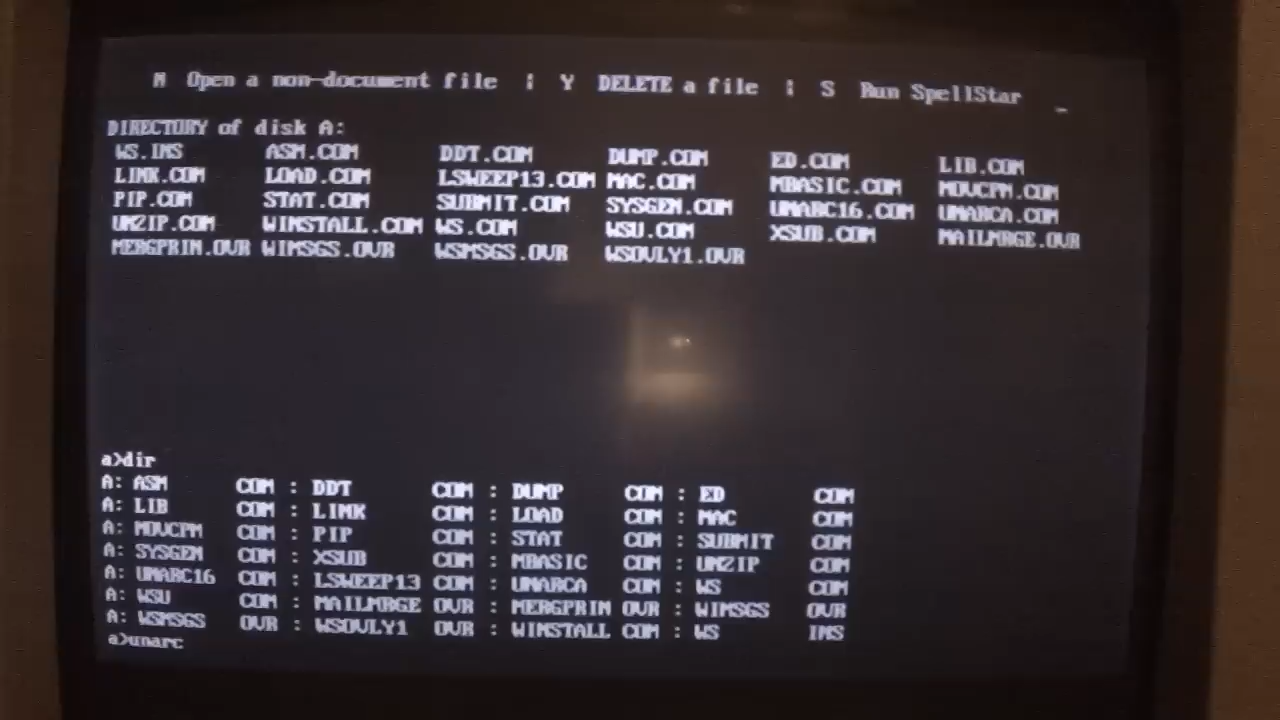 N Open a non-document file | Y DELETE a file | S Run SpellStar _
DIRECTORY of disk A:
WS.INS ASM.COM DDT.COM DUMP.COM ED.COM LIB.COM
LINK.COM LOAD.COM LSWEEP13.COM MAC.COM MBASIC.COM MOVCPM.COM
PIP.COM STAT.COM SUBMIT.COM SYSGEN.COM UNARC16.COM UNARCA.COM
UNZIP.COM WINSTALL.COM WS.COM WSU.COM XSUB.COM MAILMRGE.OVR
MERGPRIN.OVR WIMSGS.OVR WSMSGS.OVR WSOVLY1.OVR
a>dir
A: ASM COM : DDT COM : DUMP COM : ED COM
A: LIB COM : LINK COM : LOAD COM : MAC COM
A: MOVCPM COM : PIP COM : STAT COM : SUBMIT COM
A: SYSGEN COM : XSUB COM : MBASIC COM : UNZIP COM
A: UNARC16 COM : LSWEEP13 COM : UNARCA COM : WS COM
A: WSU COM : MAILMRGE OVR : MERGPRIN OVR : WIMSGS OVR
A: WSMSGS OVR : WSOVLY1 OVR : WINSTALL COM : WS INS
a>unarc